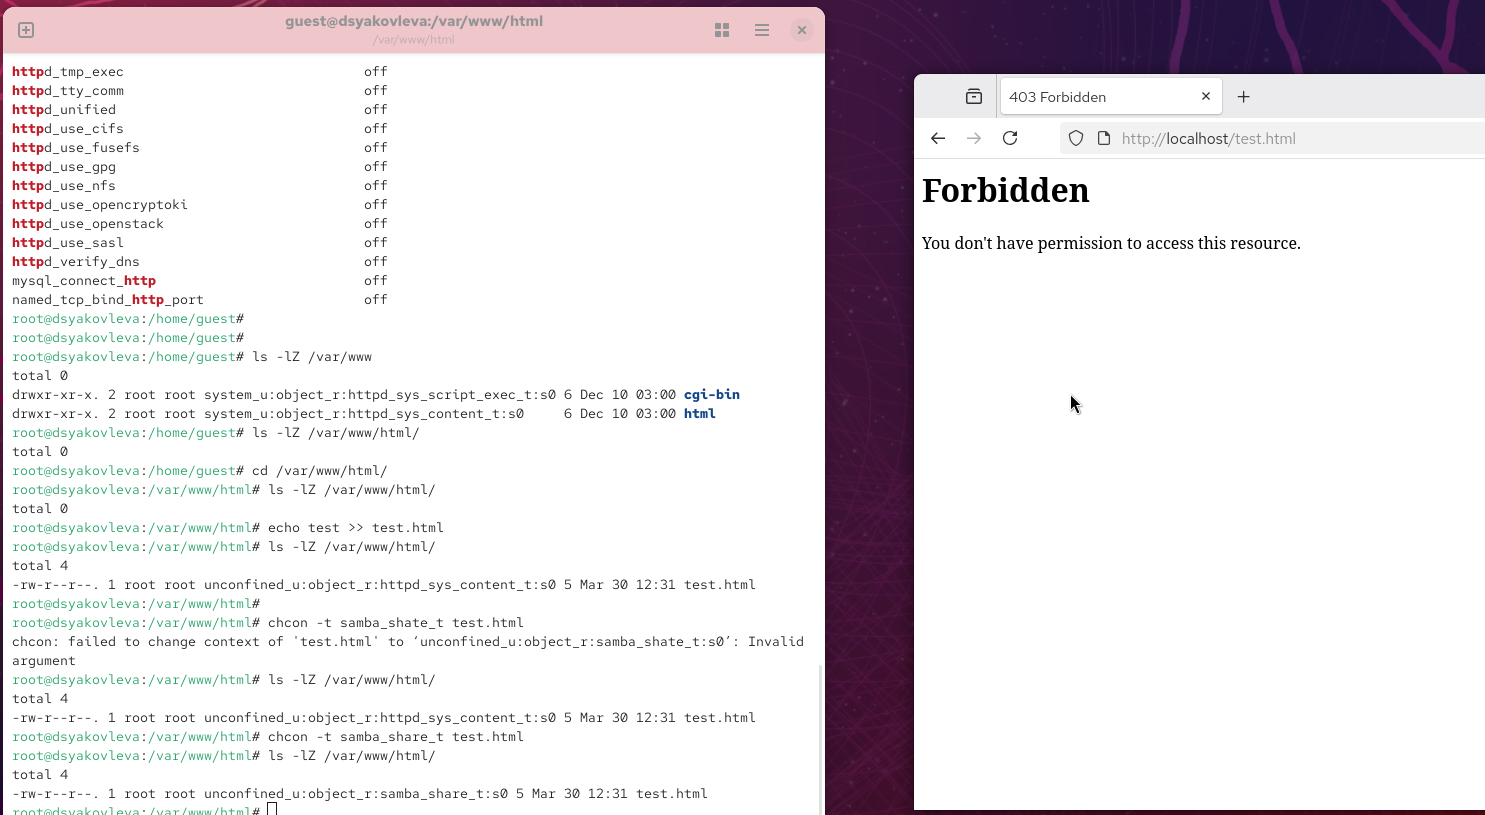 guest@dsyakovleva:/var/www/html
/var/www/html
httpd_tmp_exec off
httpd_tty_comm off
httpd_unified off
httpd_use_cifs off
httpd_use_fusefs off
httpd_use_gpg off
httpd_use_nfs off
httpd_use_opencryptoki off
httpd_use_openstack off
httpd_use_sasl off
httpd_verify_dns off
mysql_connect_http off
named_tcp_bind_http_port off
root@dsyakovleva:/home/guest#
root@dsyakovleva:/home/guest#
root@dsyakovleva:/home/guest# ls -lZ /var/www
total 0
drwxr-xr-x. 2 root root system_u:object_r:httpd_sys_script_exec_t:s0 6 Dec 10 03:00 cgi-bin
drwxr-xr-x. 2 root root system_u:object_r:httpd_sys_content_t:s0 6 Dec 10 03:00 html
root@dsyakovleva:/home/guest# ls -lZ /var/www/html/
total 0
root@dsyakovleva:/home/guest# cd /var/www/html/
root@dsyakovleva:/var/www/html# ls -lZ /var/www/html/
total 0
root@dsyakovleva:/var/www/html# echo test >> test.html
root@dsyakovleva:/var/www/html# ls -lZ /var/www/html/
total 4
-rw-r--r--. 1 root root unconfined_u:object_r:httpd_sys_content_t:s0 5 Mar 30 12:31 test.html
root@dsyakovleva:/var/www/html#
root@dsyakovleva:/var/www/html# chcon -t samba_shate_t test.html
chcon: failed to change context of 'test.html' to ‘unconfined_u:object_r:samba_shate_t:s0’: Invalid
argument
root@dsyakovleva:/var/www/html# ls -lZ /var/www/html/
total 4
-rw-r--r--. 1 root root unconfined_u:object_r:httpd_sys_content_t:s0 5 Mar 30 12:31 test.html
root@dsyakovleva:/var/www/html# chcon -t samba_share_t test.html
root@dsyakovleva:/var/www/html# ls -lZ /var/www/html/
total 4
-rw-r--r--. 1 root root unconfined_u:object_r:samba_share_t:s0 5 Mar 30 12:31 test.html
root@dsyakovleva:/var/www/html#
403 Forbidden
http://localhost/test.html
Forbidden
You don't have permission to access this resource.